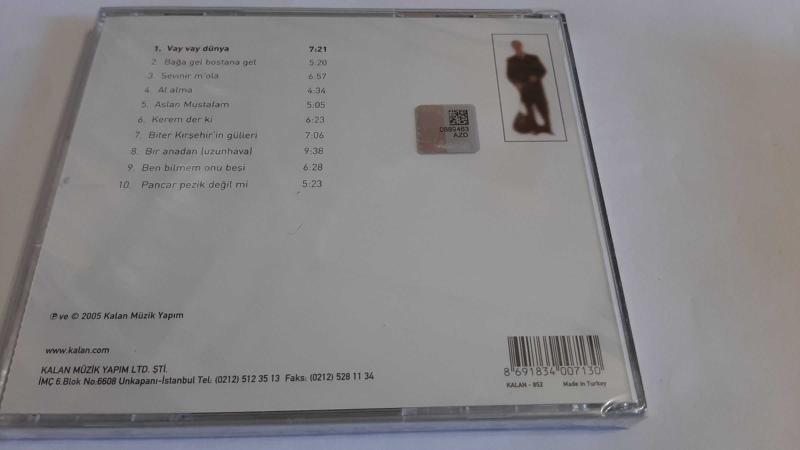 1. Vay vay dünya 7:21
2. Bağa gel bostana gel 5:20
3. Sevinir m'ola 6:57
4. Al alma 4:34
5. Aslan Mustafam 5:05
6. Kerem der ki 6:23
7. Biter Kırşehir'in gülleri 7:06
8. Bir anadan (uzunhava) 9:38
9. Ben bilmem onu beşi 6:28
10. Pancar pezik değil mi 5:23
0889463
AZD
℗ ve © 2005 Kalan Müzik Yapım
www.kalan.com
KALAN MÜZİK YAPIM LTD. ŞTİ.
İMÇ 6.Blok No:6608 Unkapanı-İstanbul Tel: (0212) 512 35 13 Faks: (0212) 528 11 34
8 691834 007130
KALAN - 852 Made in Turkey